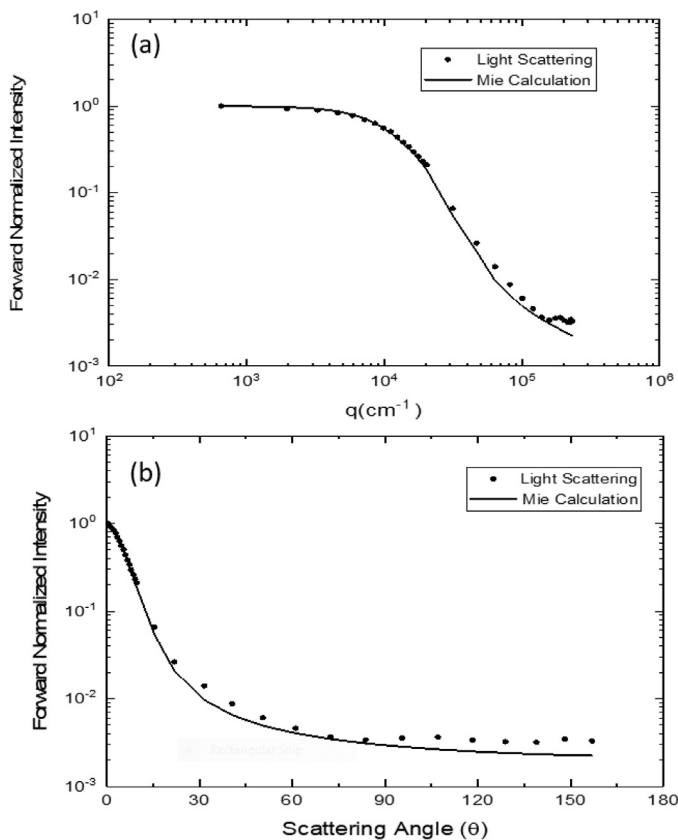 10^1
(a)
Light Scattering
Mie Calculation
10^0
10^-1
10^-2
10^-3
Forward Normalized Intensity
10^2 10^3 10^4 10^5 10^6
q(cm^-1)
10^1
(b)
Light Scattering
Mie Calculation
10^0
10^-1
10^-2
10^-3
Forward Normalized Intensity
Rectangular Snip
0 30 60 90 120 150 180
Scattering Angle (θ)